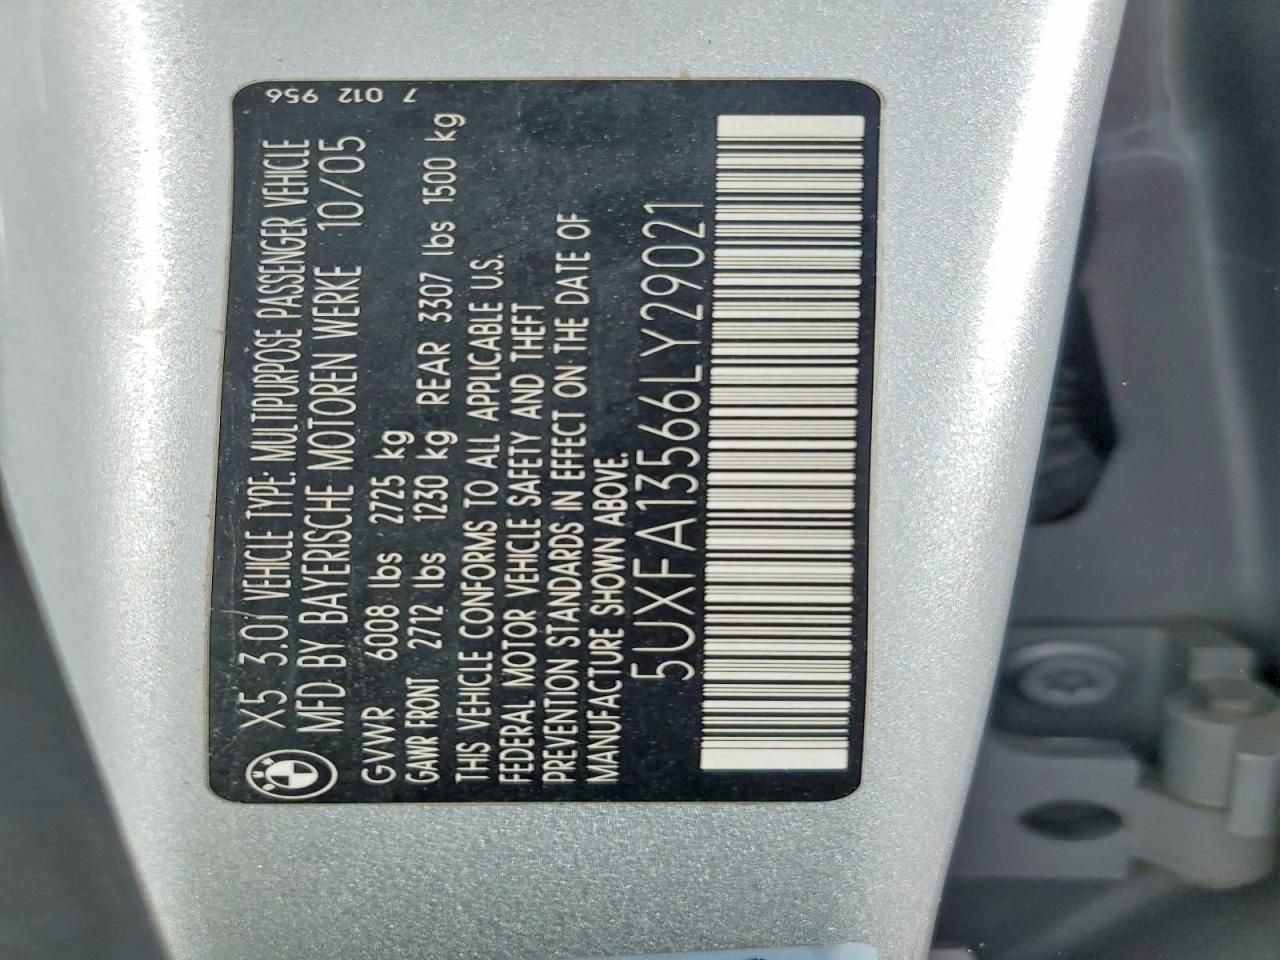 7 012 956
X5 3.0i VEHICLE TYPE: MULTIPURPOSE PASSENGER VEHICLE
MFD BY BAYERISCHE MOTOREN WERKE 10/05
GVWR 6008 lbs 2725 kg
GAWR FRONT 2712 lbs 1230 kg REAR 3307 lbs 1500 kg
THIS VEHICLE CONFORMS TO ALL APPLICABLE U.S.
FEDERAL MOTOR VEHICLE SAFETY AND THEFT
PREVENTION STANDARDS IN EFFECT ON THE DATE OF
MANUFACTURE SHOWN ABOVE.
5UXFA13566LY29021